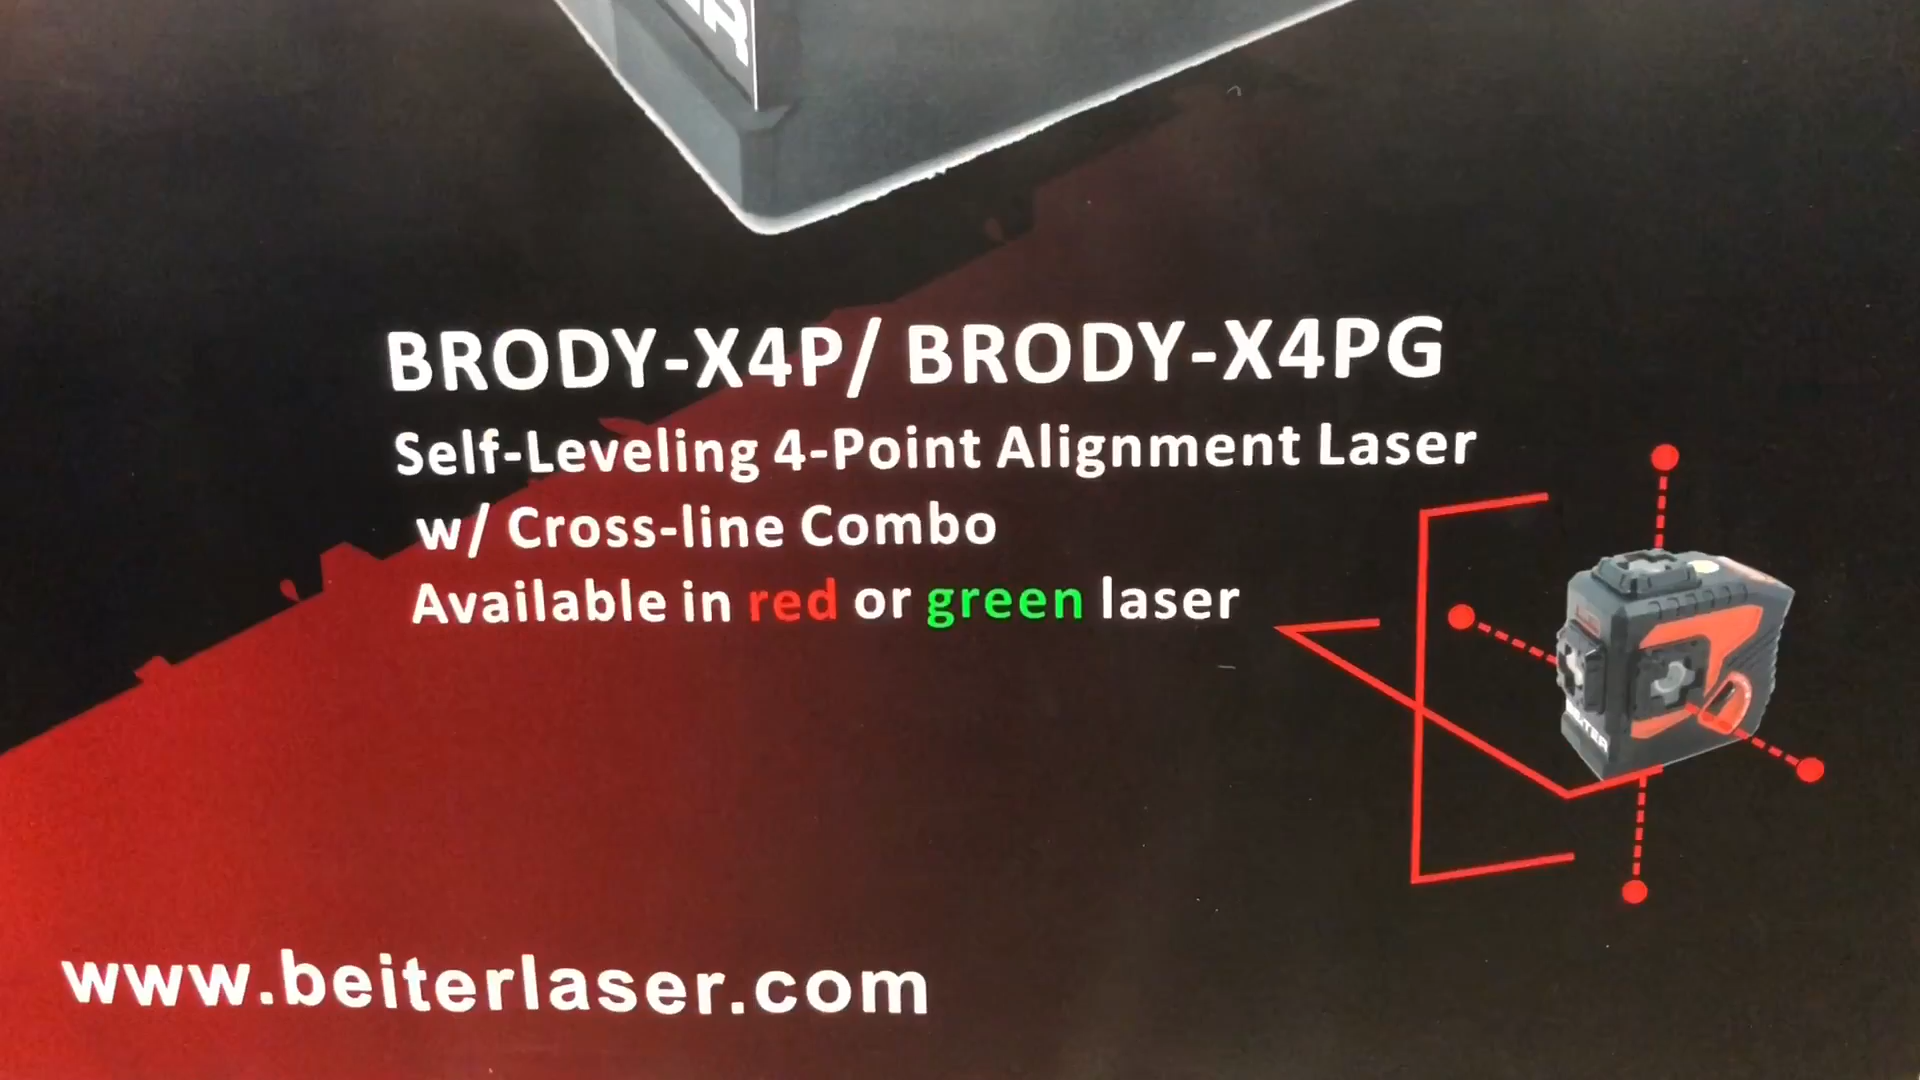 BRODY-X4P/ BRODY-X4PG
Self-Leveling 4-Point Alignment Laser
w/ Cross-line Combo
Available in red or green laser
BEITER
www.beiterlaser.com